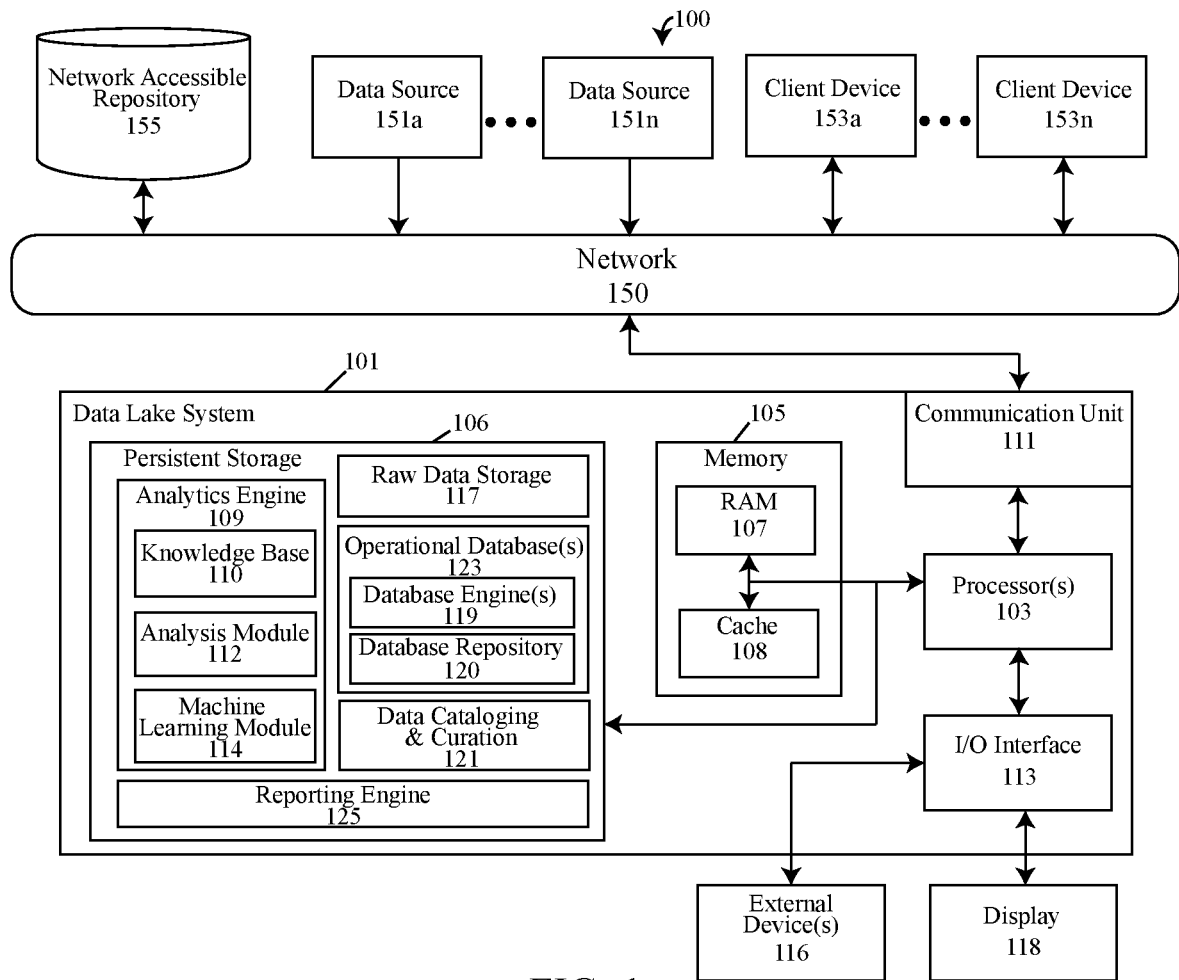 100
Network Accessible
Repository
155
Data Source
151a
Data Source
151n
Client Device
153a
Client Device
153n
Network
150
101
Data Lake System
106
Persistent Storage
Analytics Engine
109
Knowledge Base
110
Analysis Module
112
Machine
Learning Module
114
Raw Data Storage
117
Operational Database(s)
123
Database Engine(s)
119
Database Repository
120
Data Cataloging
& Curation
121
Reporting Engine
125
105
Memory
RAM
107
Cache
108
Communication Unit
111
Processor(s)
103
I/O Interface
113
External
Device(s)
116
Display
118